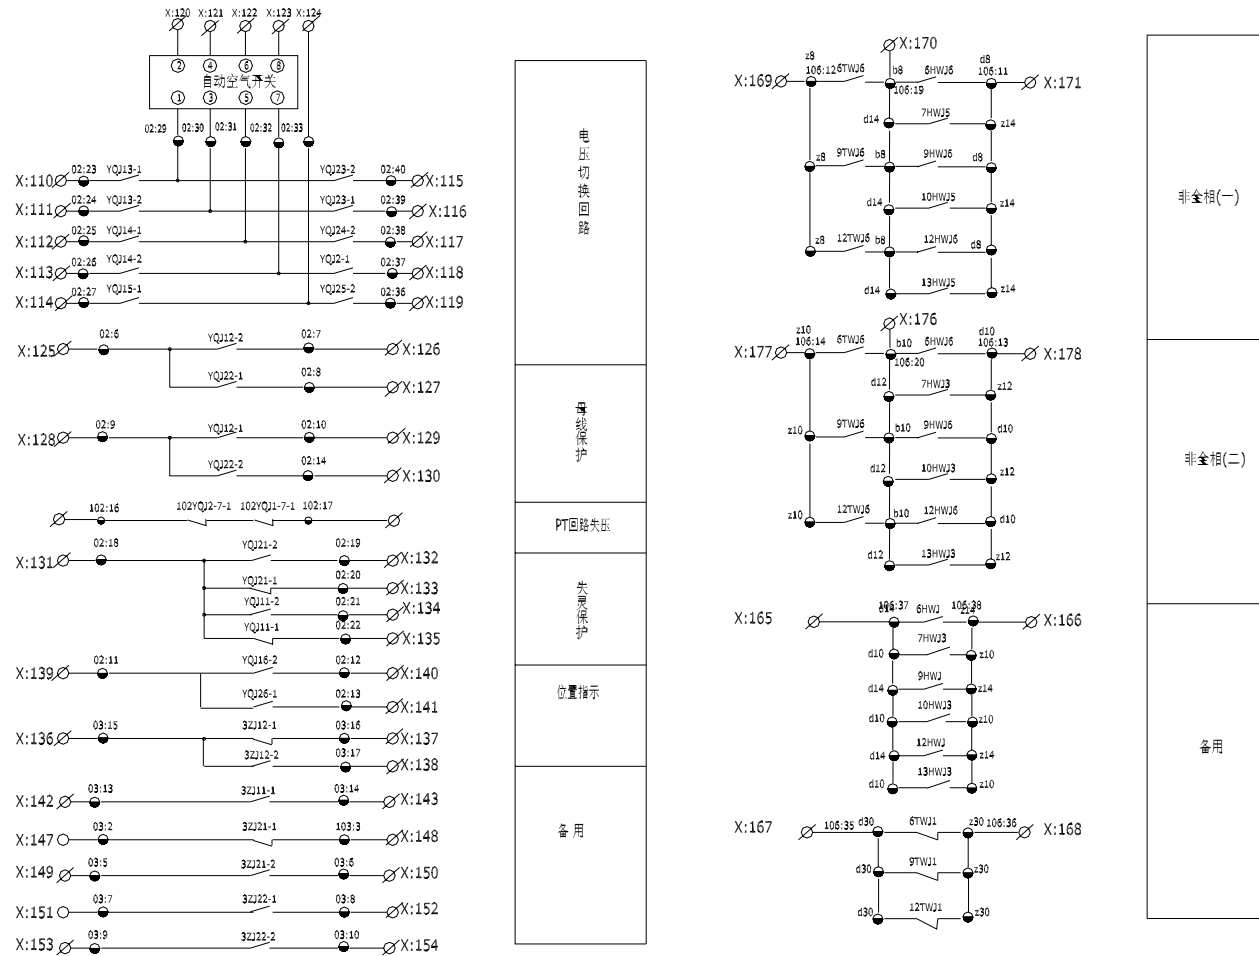 X:120 X:121 X:122 X:123 X:124
2 4 6 8
自动空气开关
1 3 5 7
02:29 02:30 02:31 02:32 02:33
X:110 02:23 YQJ13-1 YQJ23-2 02:40 X:115
X:111 02:24 YQJ13-2 YQJ23-1 02:39 X:116
X:112 02:25 YQJ14-1 YQJ24-2 02:38 X:117
X:113 02:26 YQJ14-2 YQJ2-1 02:37 X:118
X:114 02:27 YQJ15-1 YQJ25-2 02:36 X:119
X:125 02:6 YQJ12-2 02:7 X:126
YQJ22-1 02:8 X:127
X:128 02:9 YQJ12-1 02:10 X:129
YQJ22-2 02:14 X:130
102:16 102YQJ2-7-1 102YQJ1-7-1 102:17
X:131 02:18 YQJ21-2 02:19 X:132
YQJ21-1 02:20 X:133
YQJ11-2 02:21 X:134
YQJ11-1 02:22 X:135
X:139 02:11 YQJ16-2 02:12 X:140
YQJ26-1 02:13 X:141
X:136 03:15 3ZJ12-1 03:16 X:137
3ZJ12-2 03:17 X:138
X:142 03:13 3ZJ11-1 03:14 X:143
X:147 03:2 3ZJ21-1 103:3 X:148
X:149 03:5 3ZJ21-2 03:6 X:150
X:151 03:7 3ZJ22-1 03:8 X:152
X:153 03:9 3ZJ22-2 03:10 X:154
电压切换回路
母线保护
PT回路失压
失灵保护
位置指示
备用
X:170
z8 d8
X:169 106:12 6TWJ6 b8 6HWJ6 106:11 X:171
106:19
d14 7HWJ5 z14
z8 9TWJ6 b8 9HWJ6 d8
d14 10HWJ5 z14
z8 12TWJ6 b8 12HWJ6 d8
d14 13HWJ5 z14
X:176
z10 d10
X:177 106:14 6TWJ6 b10 6HWJ6 106:13 X:178
106:20
d12 7HWJ3 z12
z10 9TWJ6 b10 9HWJ6 d10
d12 10HWJ3 z12
z10 12TWJ6 b10 12HWJ6 d10
d12 13HWJ3 z12
X:165 106:37 d14 6HWJ 106:38 z14 X:166
d10 7HWJ3 z10
d14 9HWJ z14
d10 10HWJ3 z10
d14 12HWJ z14
d10 13HWJ3 z10
X:167 106:35 d30 6TWJ1 z30 106:36 X:168
d30 9TWJ1 z30
d30 12TWJ1 z30
非全相(一)
非全相(二)
备用